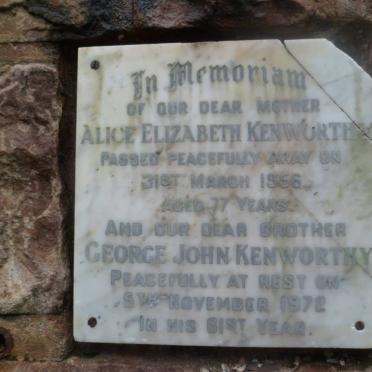 In Memoriam
OF OUR DEAR MOTHER
ALICE ELIZABETH KENWORTHY
PASSED PEACEFULLY AWAY ON
31ST MARCH 1956
AGED 77 YEARS
AND OUR DEAR BROTHER
GEORGE JOHN KENWORTHY
PEACEFULLY AT REST ON
5TH NOVEMBER 1972
IN HIS 61ST YEAR.